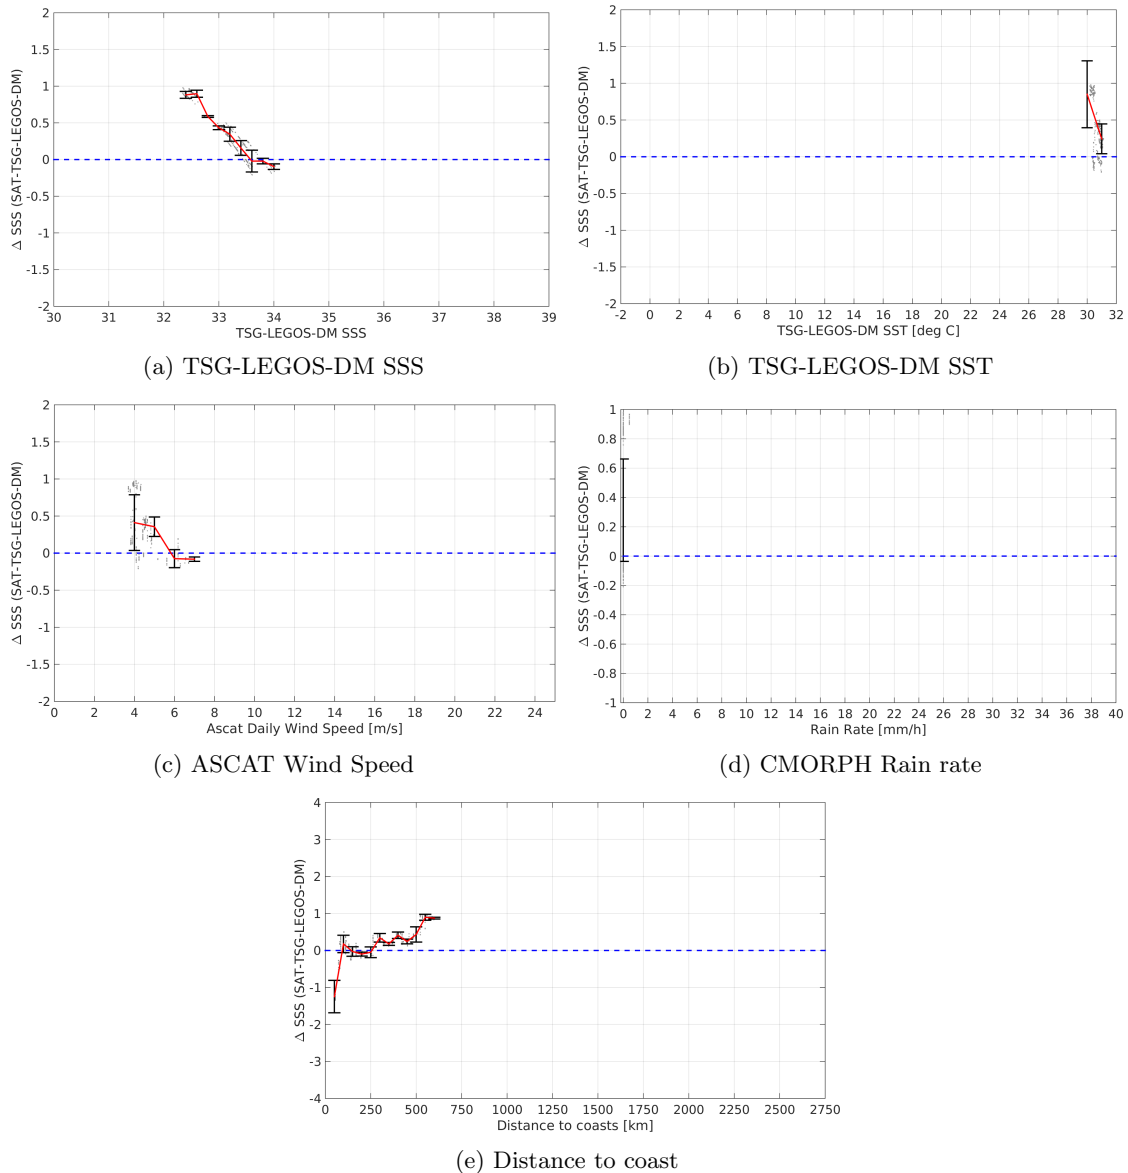 2
1.5
1
0.5
0
-0.5
-1
-1.5
-2
Δ SSS (SAT-TSG-LEGOS-DM)
30 31 32 33 34 35 36 37 38 39
TSG-LEGOS-DM SSS
(a) TSG-LEGOS-DM SSS
2
1.5
1
0.5
0
-0.5
-1
-1.5
-2
Δ SSS (SAT-TSG-LEGOS-DM)
-2 0 2 4 6 8 10 12 14 16 18 20 22 24 26 28 30 32
TSG-LEGOS-DM SST [deg C]
(b) TSG-LEGOS-DM SST
2
1.5
1
0.5
0
-0.5
-1
-1.5
-2
Δ SSS (SAT-TSG-LEGOS-DM)
0 2 4 6 8 10 12 14 16 18 20 22 24
Ascat Daily Wind Speed [m/s]
(c) ASCAT Wind Speed
1
0.8
0.6
0.4
0.2
0
-0.2
-0.4
-0.6
-0.8
-1
Δ SSS (SAT-TSG-LEGOS-DM)
0 2 4 6 8 10 12 14 16 18 20 22 24 26 28 30 32 34 36 38 40
Rain Rate [mm/h]
(d) CMORPH Rain rate
4
3
2
1
0
-1
-2
-3
-4
Δ SSS (SAT-TSG-LEGOS-DM)
0 250 500 750 1000 1250 1500 1750 2000 2250 2500 2750
Distance to coasts [km]
(e) Distance to coast